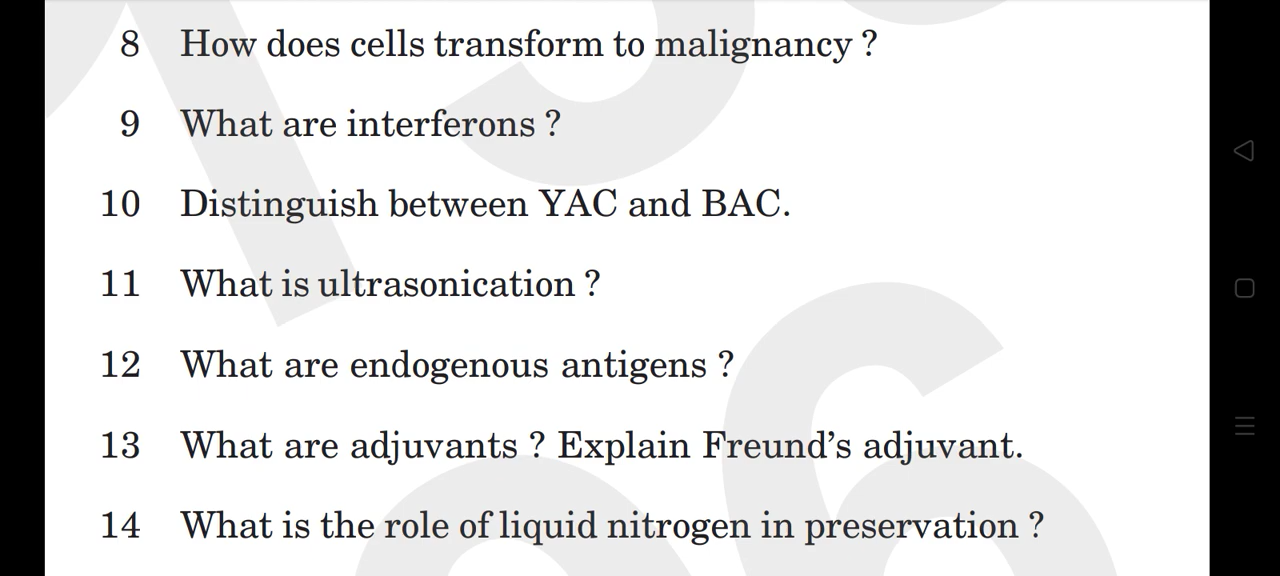 8 How does cells transform to malignancy ?
9 What are interferons ?
10 Distinguish between YAC and BAC.
11 What is ultrasonication ?
12 What are endogenous antigens ?
13 What are adjuvants ? Explain Freund's adjuvant.
14 What is the role of liquid nitrogen in preservation ?